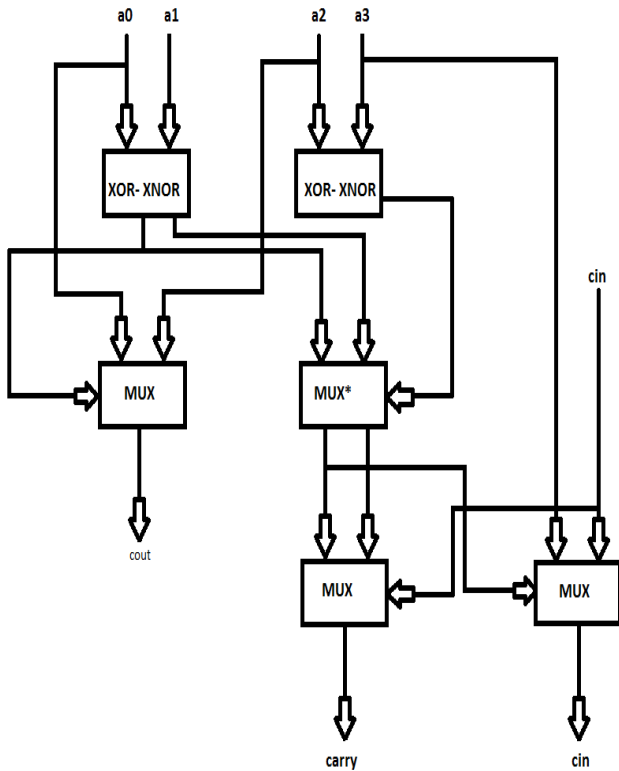 a0 a1 a2 a3
XOR- XNOR XOR- XNOR
cin
MUX MUX*
cout
MUX MUX
carry cin